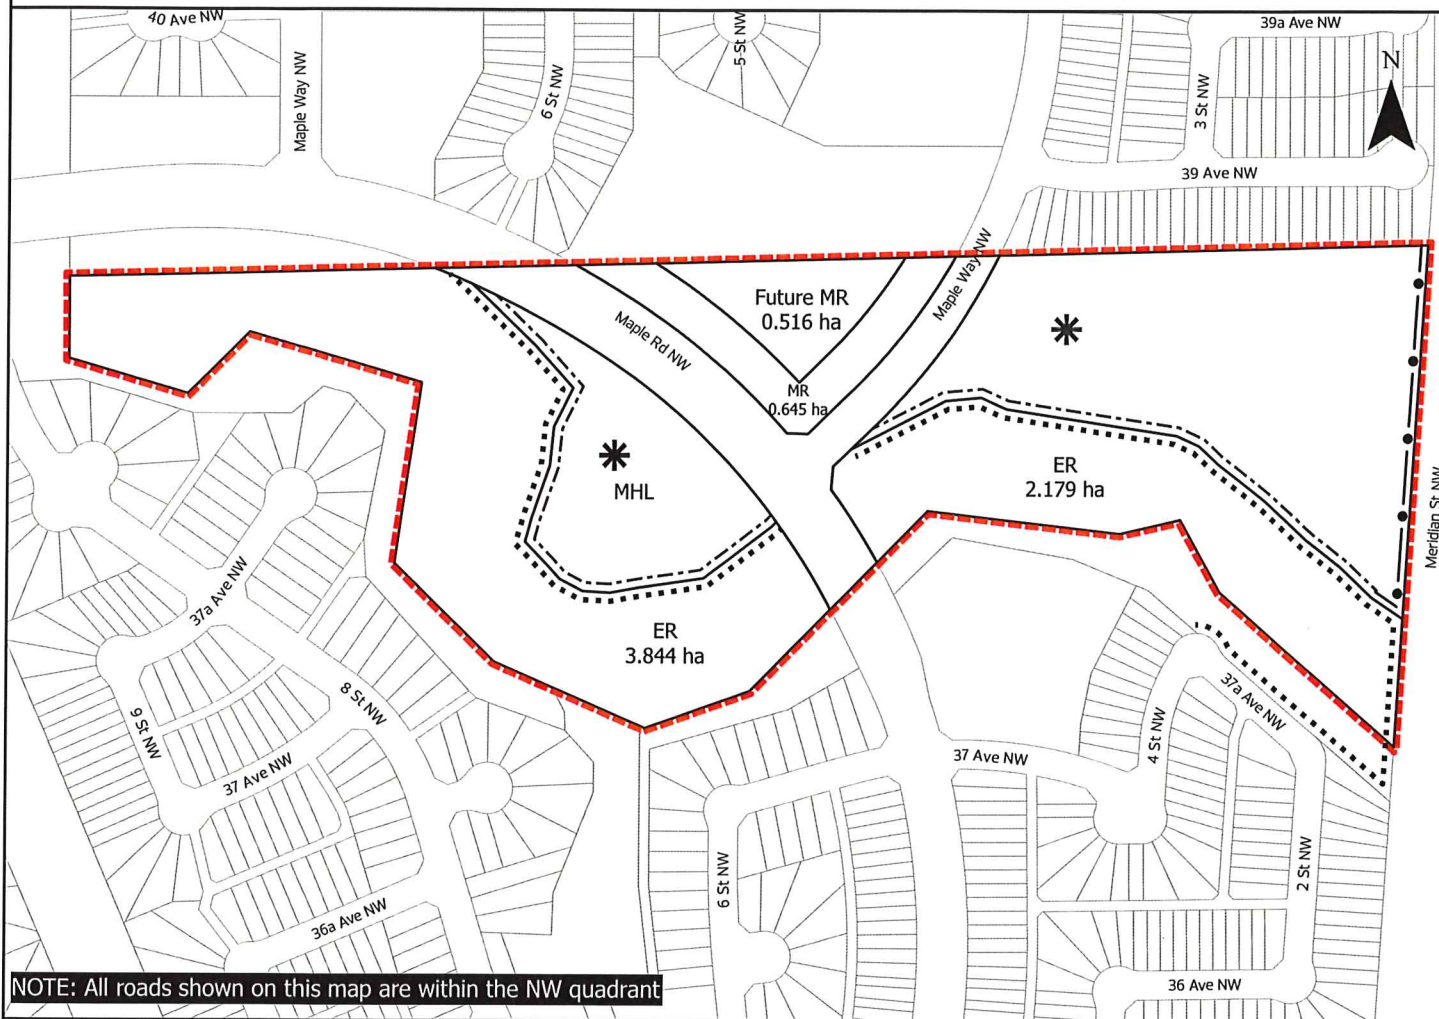 40 Ave NW
Maple Way NW
6 St NW
5 St NW
39a Ave NW
N
3 St NW
39 Ave NW
Maple Way NW
Future MR
0.516 ha
Maple Rd NW
MR
0.645 ha
MHL
ER
2.179 ha
Meridian St NW
37a Ave NW
ER
3.844 ha
8 St NW
9 St NW
37 Ave NW
37a Ave NW
4 St NW
37 Ave NW
6 St NW
2 St NW
36a Ave NW
36 Ave NW
NOTE: All roads shown on this map are within the NW quadrant